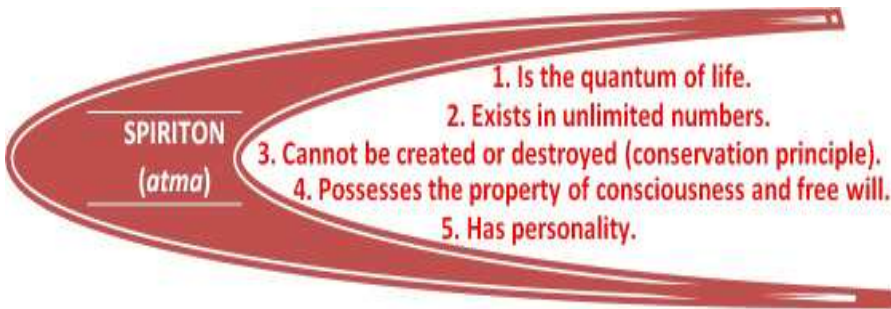 SPIRITON
(atma)
1. Is the quantum of life.
2. Exists in unlimited numbers.
3. Cannot be created or destroyed (conservation principle).
4. Possesses the property of consciousness and free will.
5. Has personality.